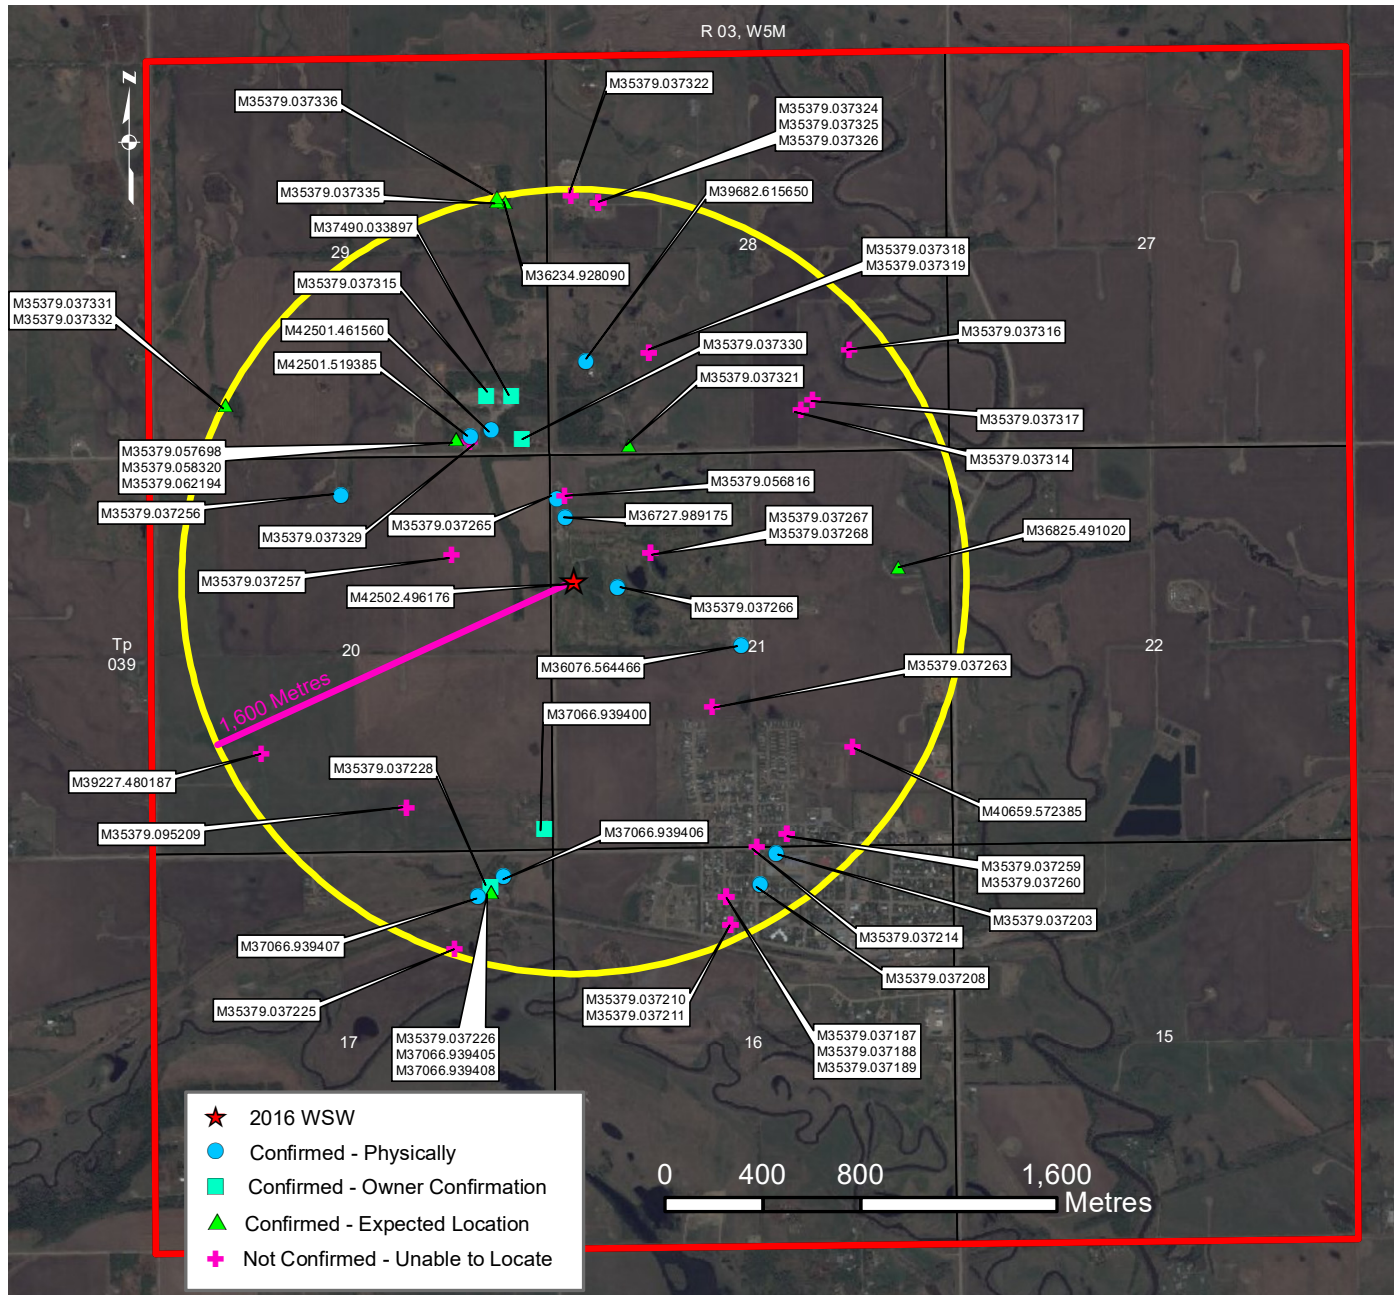 R 03, W5M
N
M35379.037322
M35379.037336
M35379.037324
M35379.037325
M35379.037326
M35379.037335
M39682.615650
M37490.033897
29
28
27
M35379.037318
M35379.037319
M36234.928090
M35379.037315
M35379.037331
M35379.037332
M42501.461560
M35379.037330
M35379.037316
M42501.519385
M35379.037321
M35379.037317
M35379.037314
M35379.057698
M35379.058320
M35379.062194
M35379.056816
M35379.037256
M35379.037265
M36727.989175
M35379.037267
M35379.037268
M35379.037329
M36825.491020
M35379.037257
M42502.496176
M35379.037266
Tp
039
20
21
22
M36076.564466
M35379.037263
1,600 Metres
M37066.939400
M35379.037228
M39227.480187
M40659.572385
M35379.095209
M37066.939406
M35379.037259
M35379.037260
M35379.037203
M37066.939407
M35379.037214
M35379.037208
M35379.037225
M35379.037210
M35379.037211
17
M35379.037226
M37066.939405
M37066.939408
16
M35379.037187
M35379.037188
M35379.037189
15
2016 WSW
Confirmed - Physically
Confirmed - Owner Confirmation
Confirmed - Expected Location
Not Confirmed - Unable to Locate
0 400 800 1,600
Metres